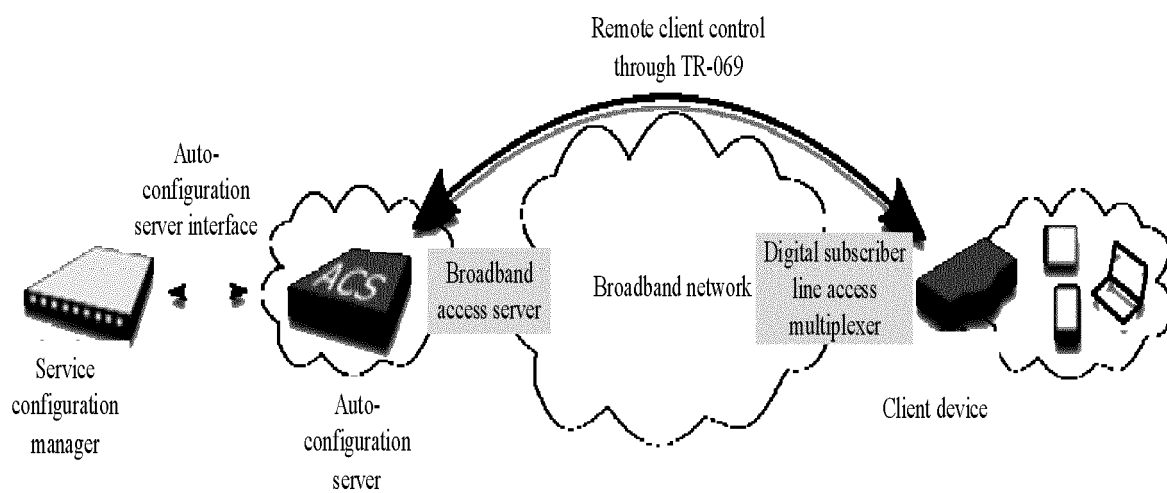 Remote client control
through TR-069
Auto-
configuration
server interface
ACS
Broadband
access server
Broadband network
Digital subscriber
line access
multiplexer
Service
configuration
manager
Auto-
configuration
server
Client device